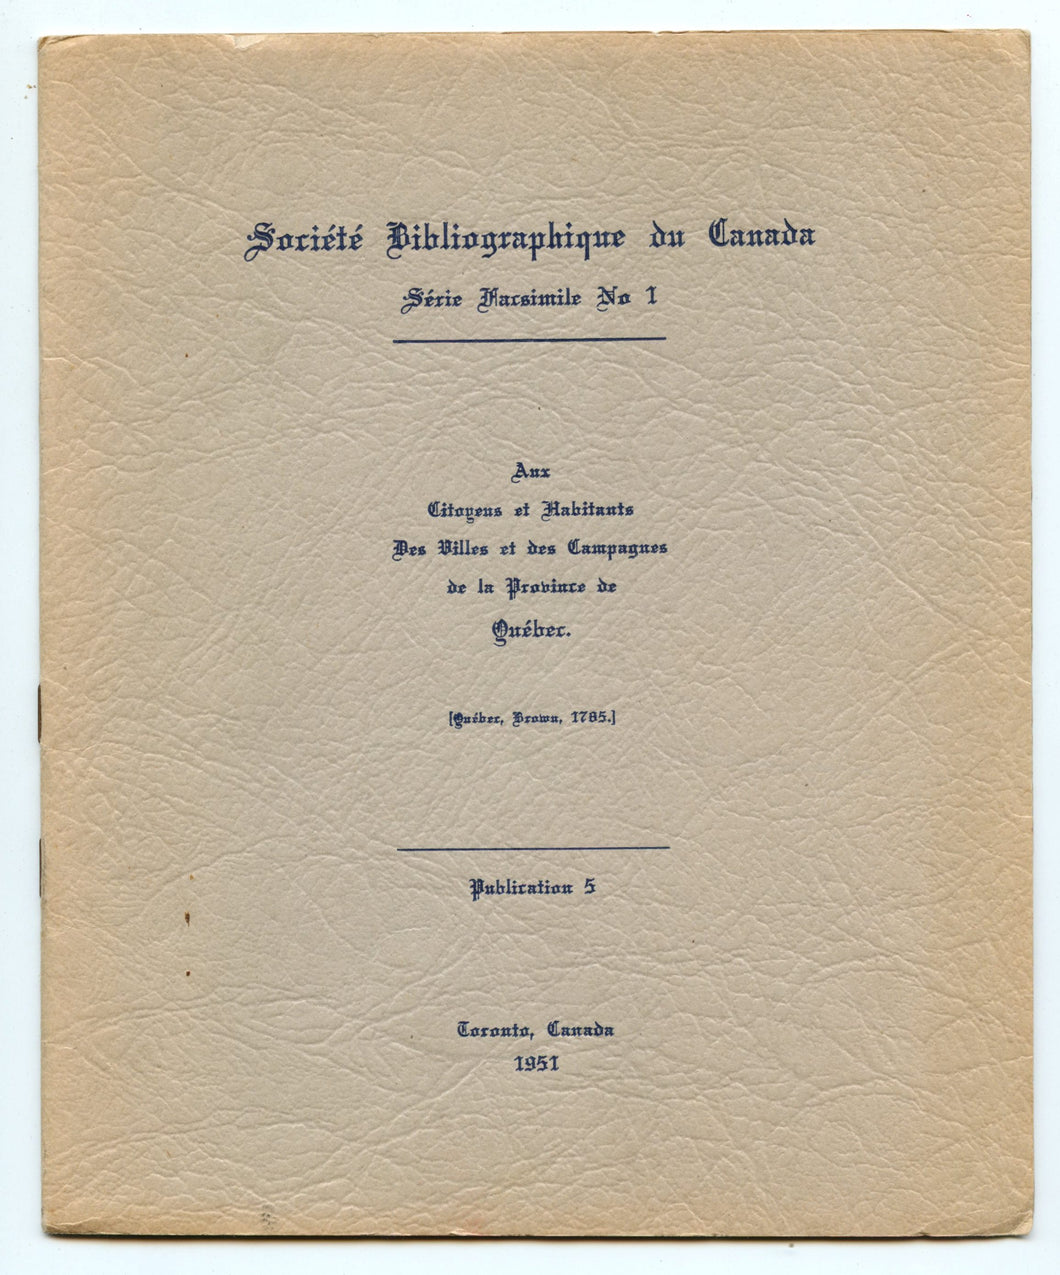 Société Bibliographique du Canada
Série Facsimile No 1
Aux
Citoyens et Habitants
Des Villes et des Campagnes
de la Province de
Québec.
[Québec, Brown, 1785.]
Publication 5
Toronto, Canada
1951